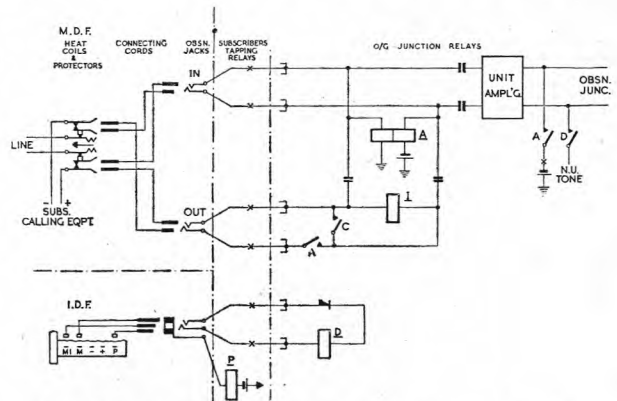 M.D.F.
HEAT
COILS
&
PROTECTORS
CONNECTING
CORDS
OBSN.
JACKS
SUBSCRIBERS
TAPPING
RELAYS
O/G JUNCTION RELAYS
IN
UNIT
AMPL'G.
OBSN.
JUNC.
A
A
D
LINE
N.U.
TONE
- +
SUBS.
CALLING EQPT.
OUT
I
C
A
I.D.F.
D
P
M1 M - + P